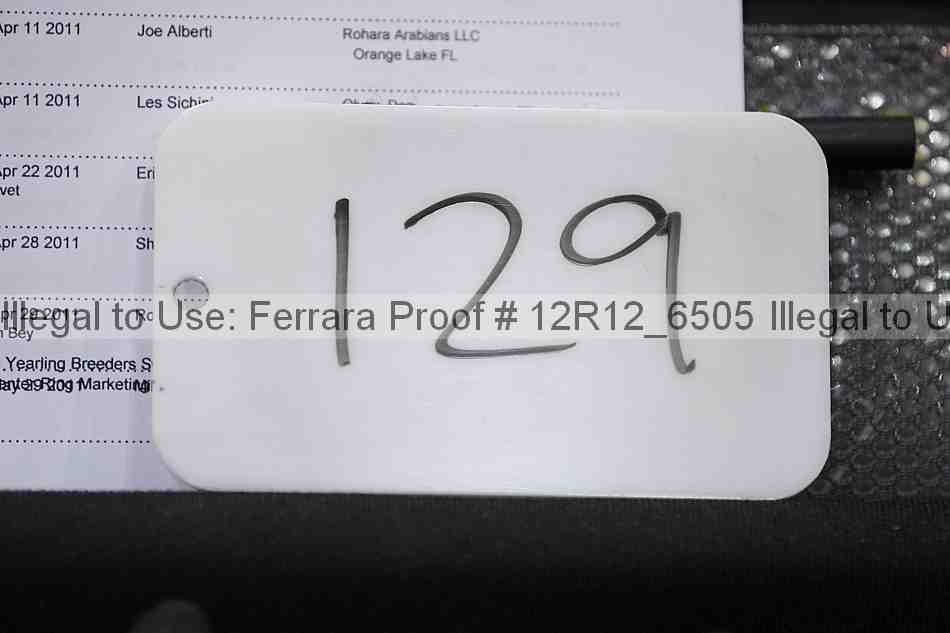 Apr 11 2011 Joe Alberti Rohara Arabians LLC
Orange Lake FL
Apr 11 2011 Les
Apr 22 2011
vet
Apr 28 2011
129
Illegal to Use: Ferrara Proof # 12R12_6505 Illegal to U
Bey
Yearling Breeders
Ring Marketing